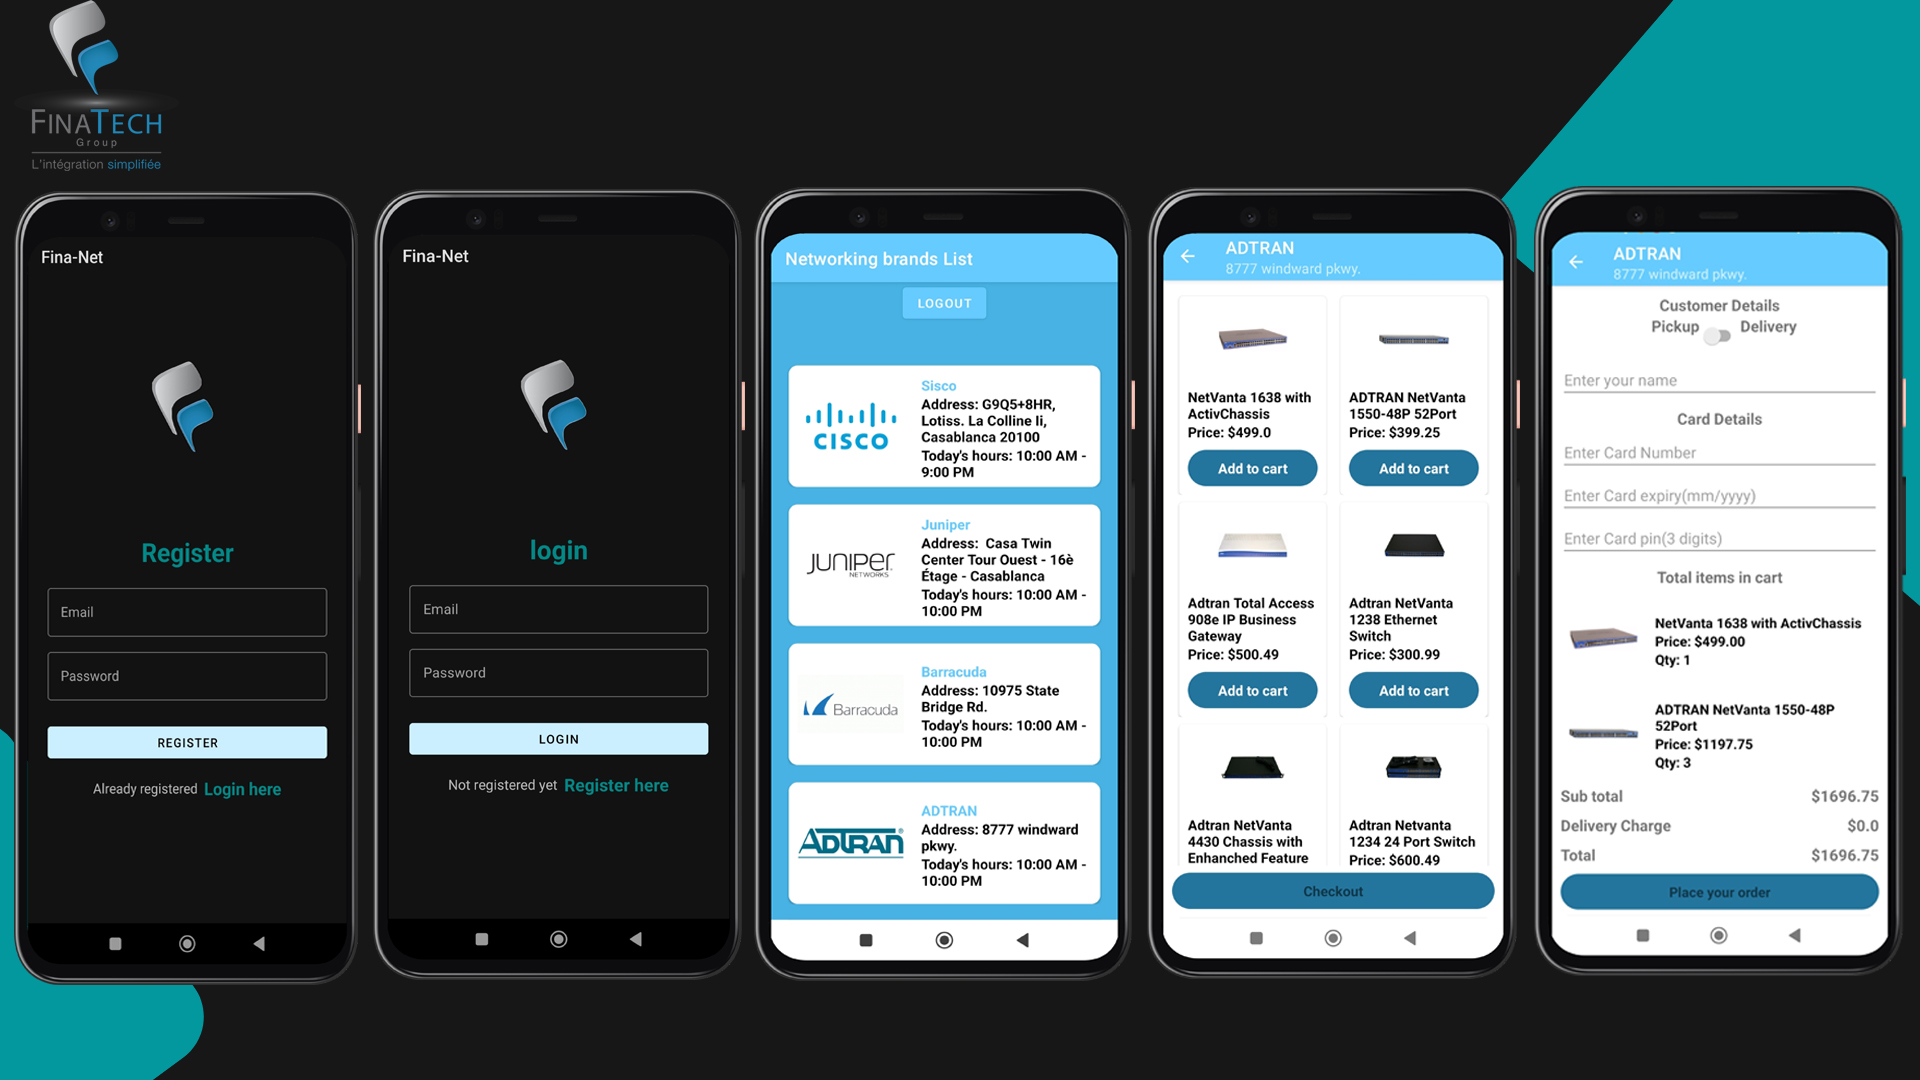 FINATECH
Group
L'intégration simplifiée
Fina-Net
Register
Email
Password
REGISTER
Already registered Login here
Fina-Net
login
Email
Password
LOGIN
Not registered yet Register here
Networking brands List
LOGOUT
CISCO
Sisco
Address: G9Q5+8HR,
Lotiss. La Colline Ii,
Casablanca 20100
Today's hours: 10:00 AM -
9:00 PM
JUNIPER
NETWORKS
Juniper
Address: Casa Twin
Center Tour Ouest - 16è
Étage - Casablanca
Today's hours: 10:00 AM -
10:00 PM
Barracuda
Barracuda
Address: 10975 State
Bridge Rd.
Today's hours: 10:00 AM -
10:00 PM
ADTRAN
ADTRAN
Address: 8777 windward
pkwy.
Today's hours: 10:00 AM -
10:00 PM
ADTRAN
8777 windward pkwy.
NetVanta 1638 with
ActivChassis
Price: $499.0
Add to cart
ADTRAN NetVanta
1550-48P 52Port
Price: $399.25
Add to cart
Adtran Total Access
908e IP Business
Gateway
Price: $500.49
Add to cart
Adtran NetVanta
1238 Ethernet
Switch
Price: $300.99
Add to cart
Adtran NetVanta
4430 Chassis with
Enhanched Feature
Adtran Netvanta
1234 24 Port Switch
Price: $600.49
Checkout
ADTRAN
8777 windward pkwy.
Customer Details
Pickup Delivery
Enter your name
Card Details
Enter Card Number
Enter Card expiry(mm/yyyy)
Enter Card pin(3 digits)
Total items in cart
NetVanta 1638 with ActivChassis
Price: $499.00
Qty: 1
ADTRAN NetVanta 1550-48P
52Port
Price: $1197.75
Qty: 3
Sub total $1696.75
Delivery Charge $0.0
Total $1696.75
Place your order